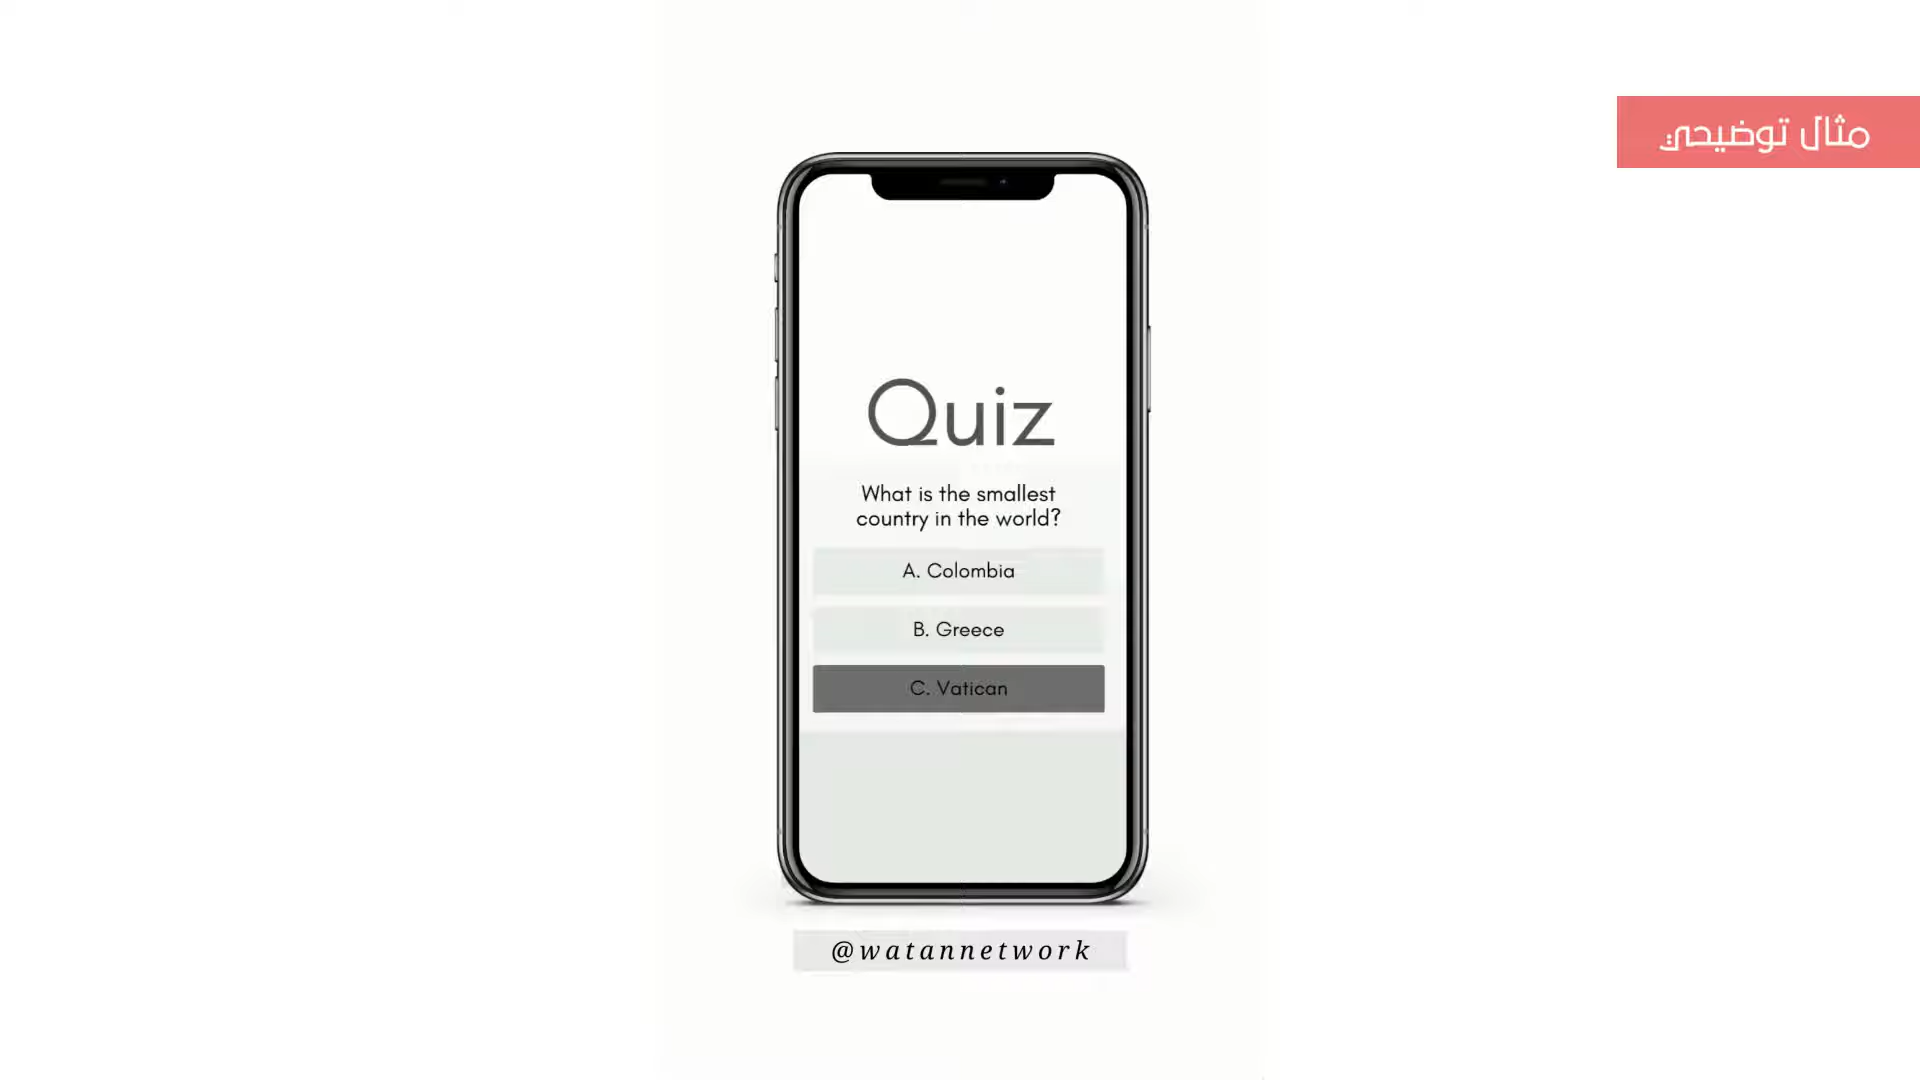 مثال توضيحي
Quiz
What is the smallest
country in the world?
A. Colombia
B. Greece
C. Vatican
@watannetwork